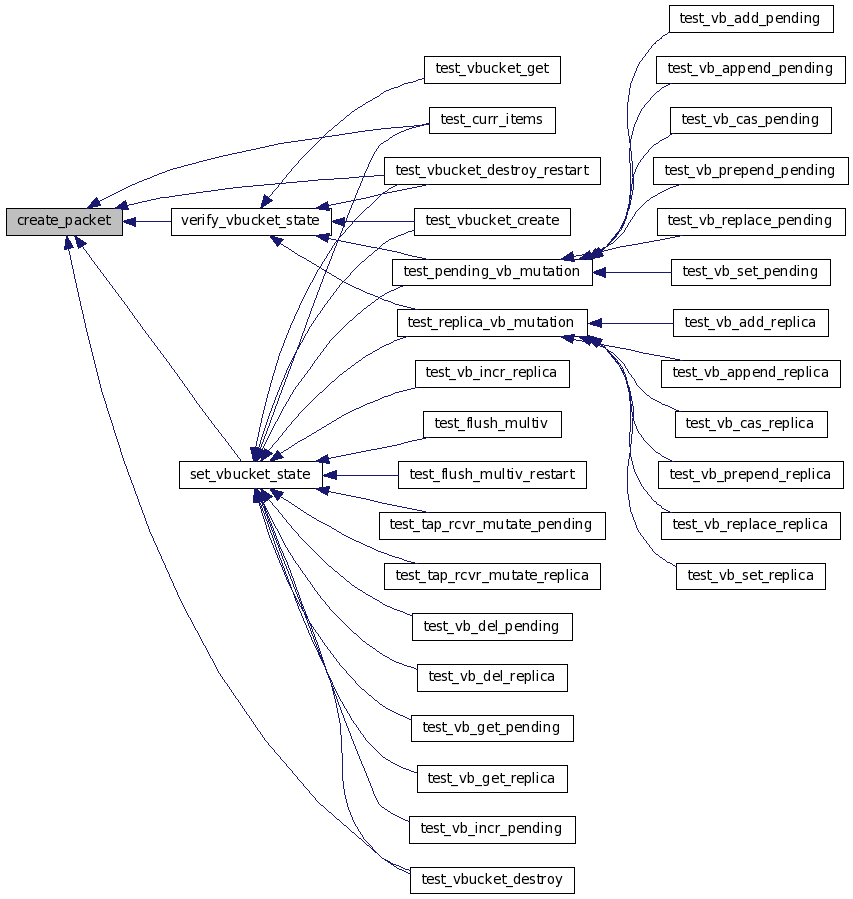 test_vb_add_pending
test_vbucket_get
test_vb_append_pending
test_curr_items
test_vb_cas_pending
test_vbucket_destroy_restart
test_vb_prepend_pending
create_packet
verify_vbucket_state
test_vbucket_create
test_vb_replace_pending
test_pending_vb_mutation
test_vb_set_pending
test_replica_vb_mutation
test_vb_add_replica
test_vb_incr_replica
test_vb_append_replica
test_flush_multiv
test_vb_cas_replica
set_vbucket_state
test_flush_multiv_restart
test_vb_prepend_replica
test_tap_rcvr_mutate_pending
test_vb_replace_replica
test_tap_rcvr_mutate_replica
test_vb_set_replica
test_vb_del_pending
test_vb_del_replica
test_vb_get_pending
test_vb_get_replica
test_vb_incr_pending
test_vbucket_destroy